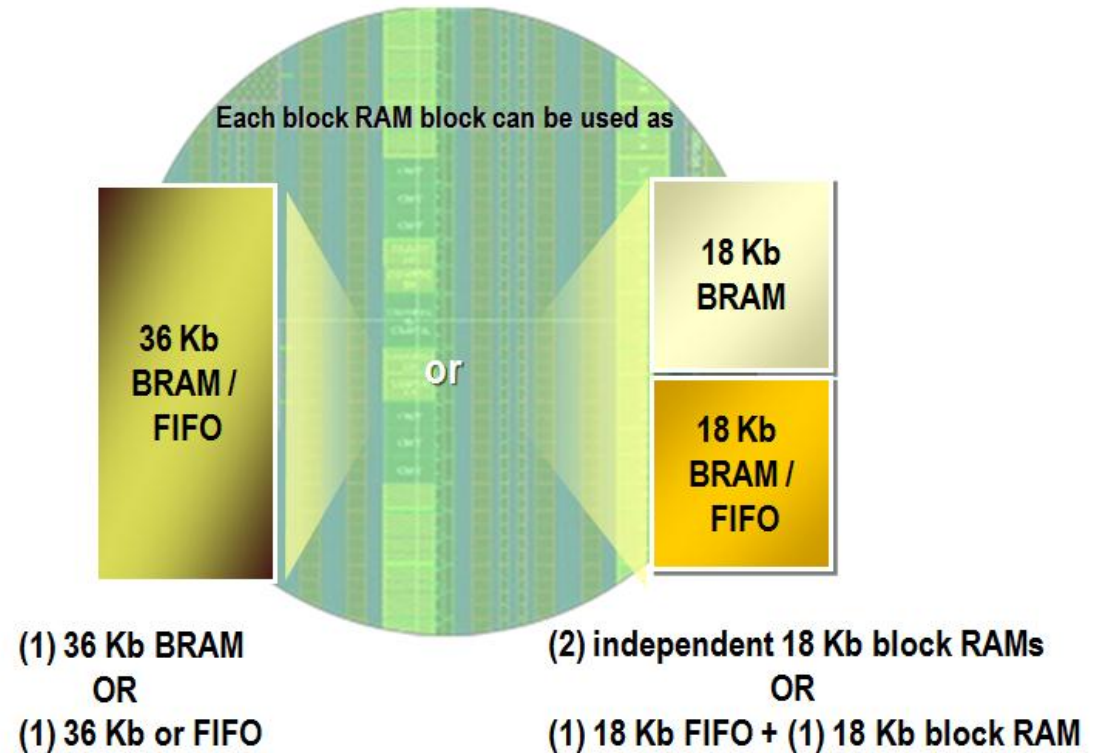 Each block RAM block can be used as
36 Kb
BRAM /
FIFO
or
18 Kb
BRAM
18 Kb
BRAM /
FIFO
(1) 36 Kb BRAM
OR
(1) 36 Kb or FIFO
(2) independent 18 Kb block RAMs
OR
(1) 18 Kb FIFO + (1) 18 Kb block RAM